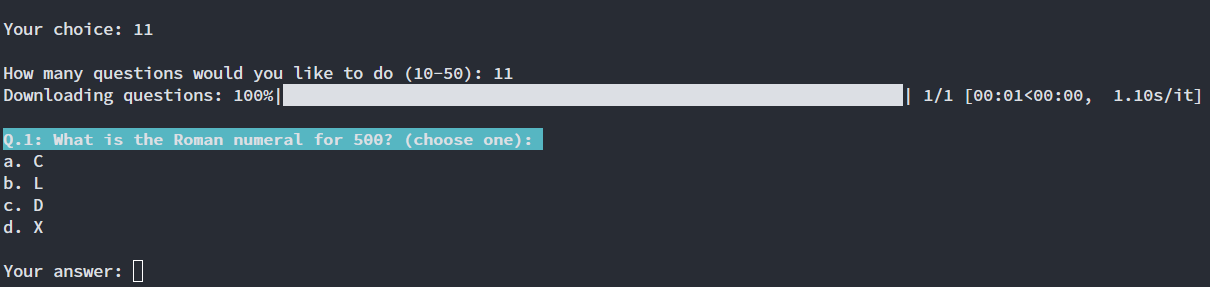 Your choice: 11
How many questions would you like to do (10-50): 11
Downloading questions: 100%| | 1/1 [00:01<00:00,  1.10s/it]
Q.1: What is the Roman numeral for 500? (choose one):
a. C
b. L
c. D
d. X
Your answer: